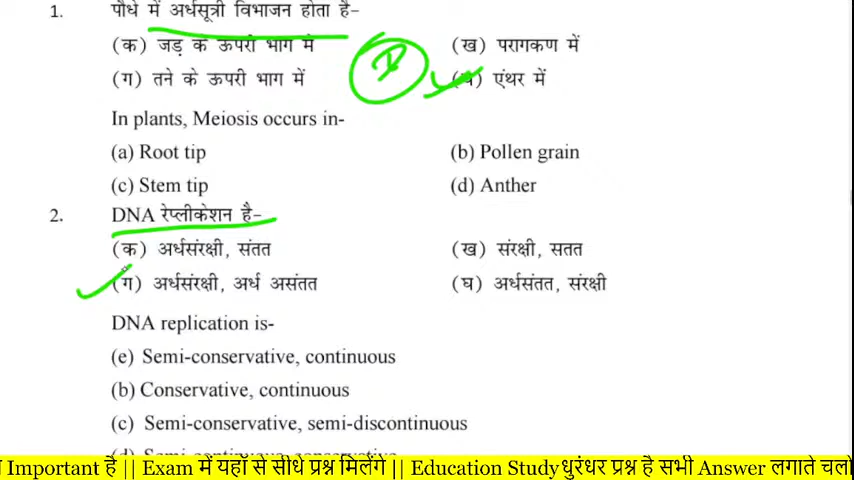 1. पौधे में अर्धसूत्री विभाजन होता है-
(क) जड़ के ऊपरी भाग में (ख) परागकण में
(ग) तने के ऊपरी भाग में (घ) एंथर में
In plants, Meiosis occurs in-
(a) Root tip (b) Pollen grain
(c) Stem tip (d) Anther
2. DNA रेप्लीकेशन है-
(क) अर्धसंरक्षी, संतत (ख) संरक्षी, सतत
(ग) अर्धसंरक्षी, अर्ध असंतत (घ) अर्धसंतत, संरक्षी
DNA replication is-
(e) Semi-conservative, continuous
(b) Conservative, continuous
(c) Semi-conservative, semi-discontinuous
(d) Semi-continuous, conservative
Important है || Exam में यहाँ से सीधे प्रश्न मिलेंगे || Education Study धुरंधर प्रश्न है सभी Answer लगाते चलो